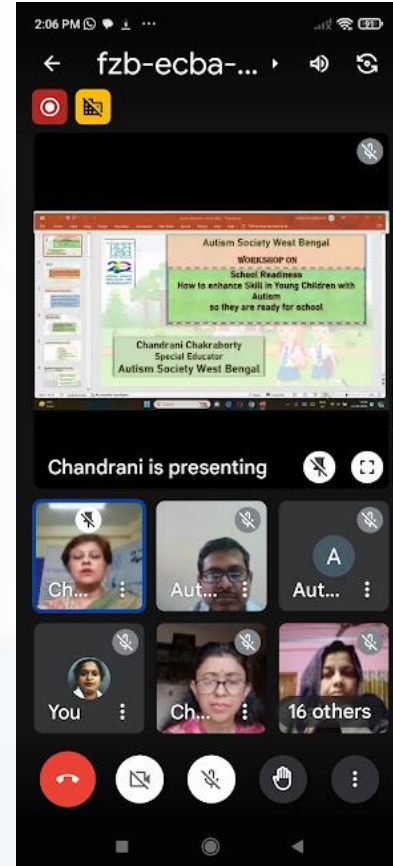 2:06 PM
fzb-ecba-...
Autism Society West Bengal
WORKSHOP ON
School Readiness
How to enhance Skill in Young Children with
Autism
so they are ready for school
Chandrani Chakraborty
Special Educator
Autism Society West Bengal
Chandrani is presenting
Ch...
Aut...
A
Aut...
You
Ch...
16 others